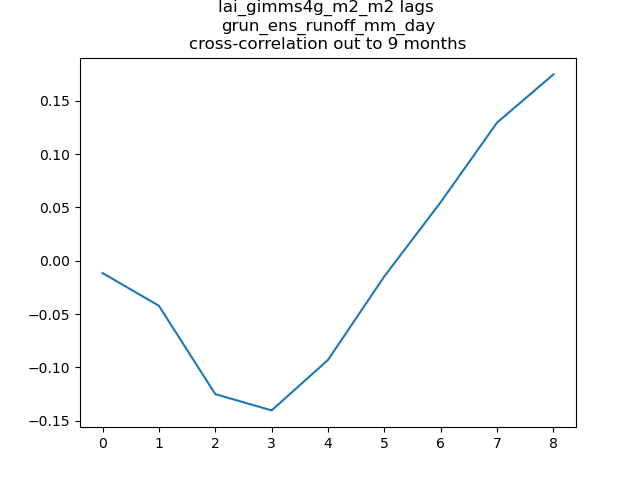 lai_gimms4g_m2_m2 lags
grun_ens_runoff_mm_day
cross-correlation out to 9 months
0.15
0.10
0.05
0.00
−0.05
−0.10
−0.15
0 1 2 3 4 5 6 7 8